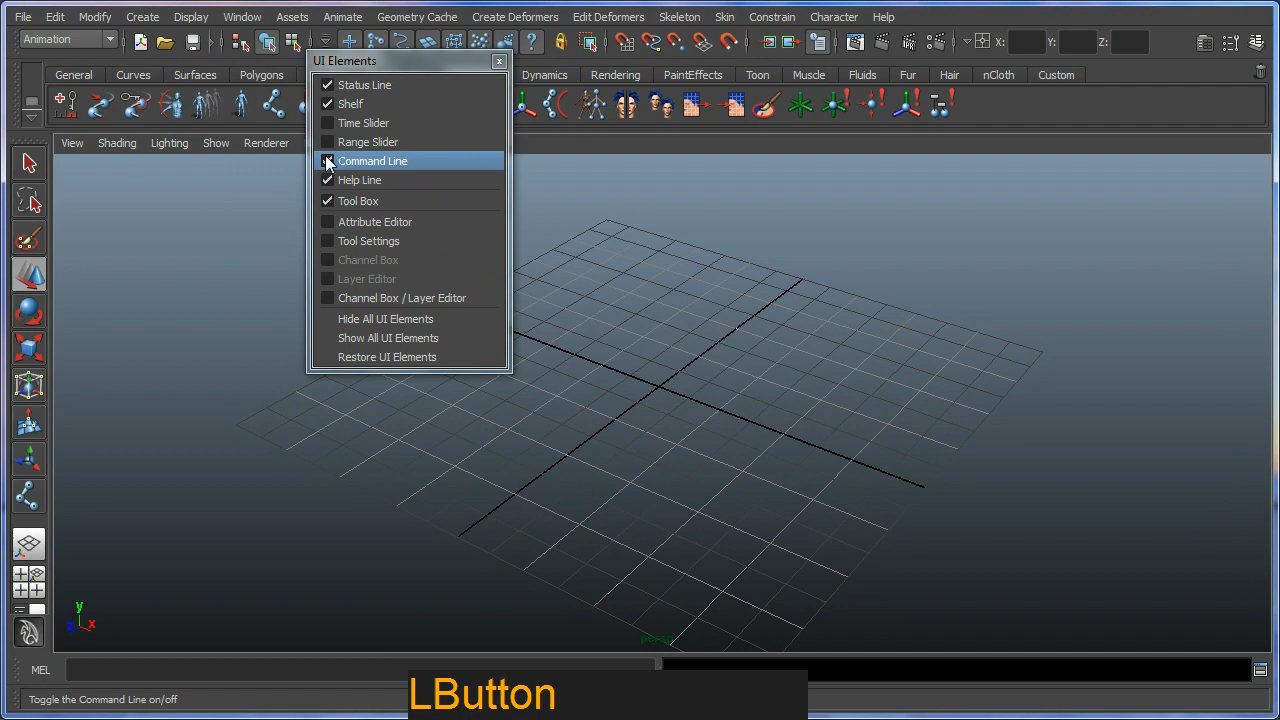 File Edit Modify Create Display Window Assets Animate Geometry Cache Create Deformers Edit Deformers Skeleton Skin Constrain Character Help
Animation X: Y: Z:
UI Elements
General Curves Surfaces Polygons Dynamics Rendering PaintEffects Toon Muscle Fluids Fur Hair nCloth Custom
Status Line
Shelf
Time Slider
Range Slider
View Shading Lighting Show Renderer
Command Line
Help Line
Tool Box
Attribute Editor
Tool Settings
Channel Box
Layer Editor
Channel Box / Layer Editor
Hide All UI Elements
Show All UI Elements
Restore UI Elements
y
z x
persp
MEL
LButton
Toggle the Command Line on/off